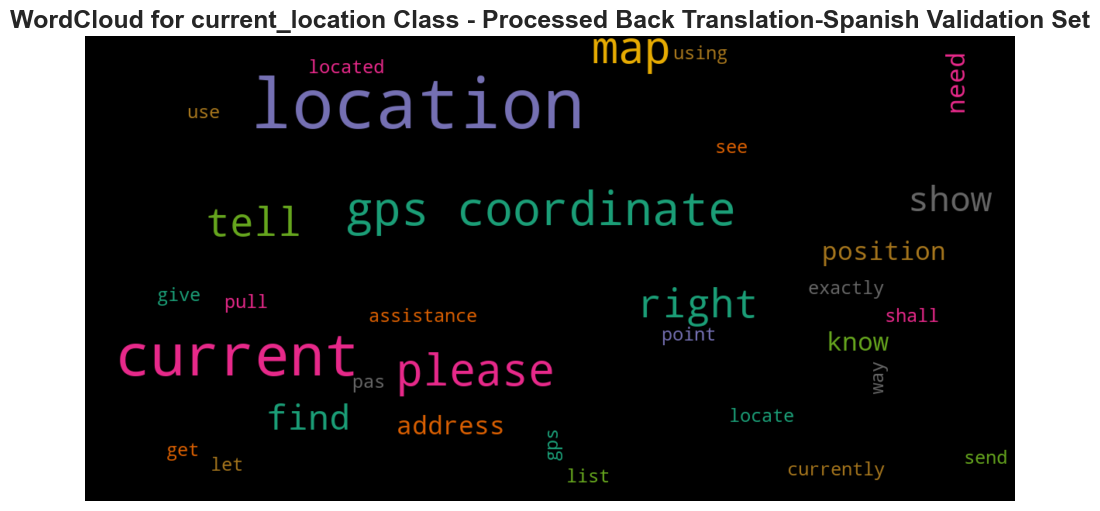 WordCloud for current_location Class - Processed Back Translation-Spanish Validation Set
map using
located
need
location
use
see
show
gps coordinate
tell
position
exactly
give
pull
right
assistance
shall
point
know
current
please
pas
way
find
address
locate
gps
get
let
list
currently
send